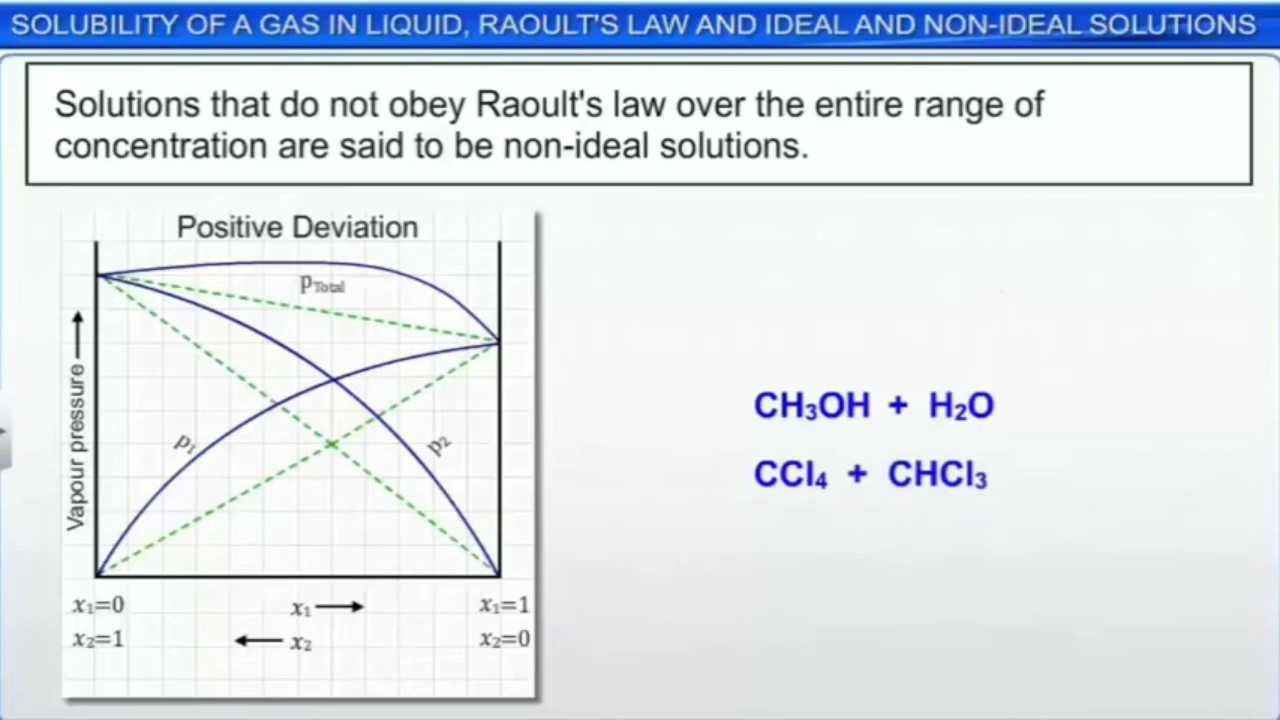 SOLUBILITY OF A GAS IN LIQUID, RAOULT'S LAW AND IDEAL AND NON-IDEAL SOLUTIONS
Solutions that do not obey Raoult's law over the entire range of
concentration are said to be non-ideal solutions.
Positive Deviation
pTotal
Vapour pressure
p₁
p₂
CH₃OH + H₂O
CCl₄ + CHCl₃
x₁=0 x₁ x₁=1
x₂=1 x₂ x₂=0